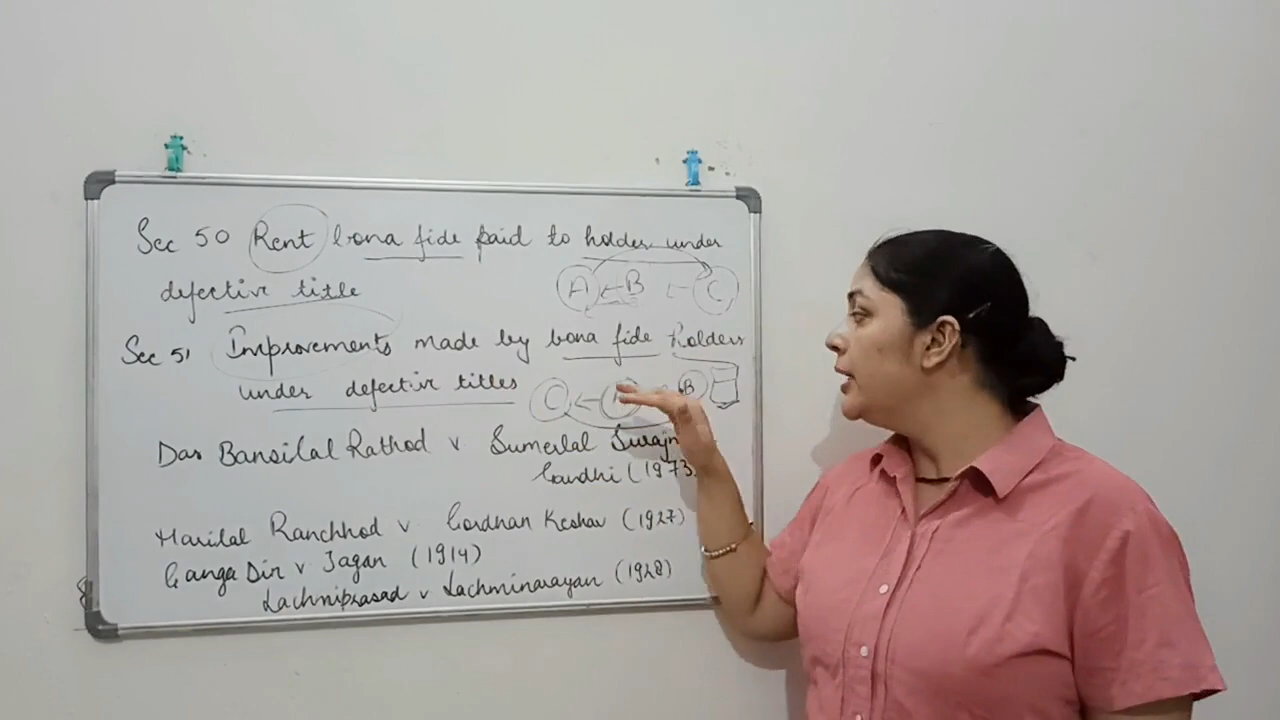 Sec 50 Rent bona fide paid to holder under
defective title
A ← B ← C
Sec 51 Improvements made by bona fide Holders
under defective titles
C ← B
Das Bansilal Rathod v Sumerlal
Gandhi (1973
Harilal Ranchhod v Gordhan Keshav (1927)
Ganga Din v Jagan (1914)
Lachmiprasad v Lachminarayan (1928)